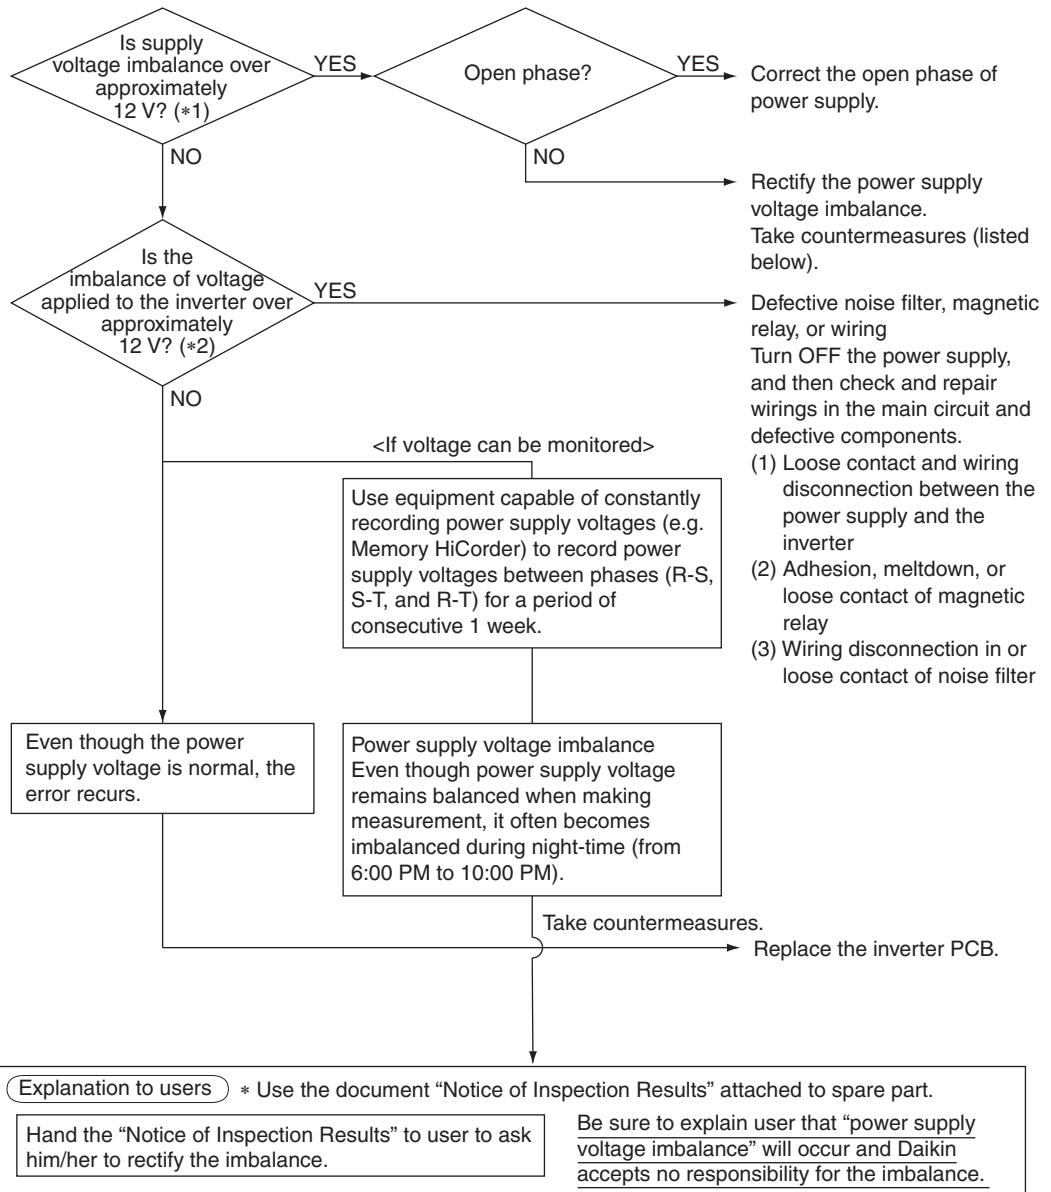 Is supply
voltage imbalance over
approximately
12 V? (*1)
YES
Open phase?
YES
Correct the open phase of
power supply.
NO
NO
Rectify the power supply
voltage imbalance.
Take countermeasures (listed
below).
Is the
imbalance of voltage
applied to the inverter over
approximately
12 V? (*2)
YES
Defective noise filter, magnetic
relay, or wiring
Turn OFF the power supply,
and then check and repair
wirings in the main circuit and
defective components.
(1) Loose contact and wiring
disconnection between the
power supply and the
inverter
(2) Adhesion, meltdown, or
loose contact of magnetic
relay
(3) Wiring disconnection in or
loose contact of noise filter
NO
<If voltage can be monitored>
Use equipment capable of constantly
recording power supply voltages (e.g.
Memory HiCorder) to record power
supply voltages between phases (R-S,
S-T, and R-T) for a period of
consecutive 1 week.
Even though the power
supply voltage is normal, the
error recurs.
Power supply voltage imbalance
Even though power supply voltage
remains balanced when making
measurement, it often becomes
imbalanced during night-time (from
6:00 PM to 10:00 PM).
Take countermeasures.
Replace the inverter PCB.
Explanation to users * Use the document “Notice of Inspection Results” attached to spare part.
Hand the “Notice of Inspection Results” to user to ask
him/her to rectify the imbalance.
Be sure to explain user that “power supply
voltage imbalance” will occur and Daikin
accepts no responsibility for the imbalance.